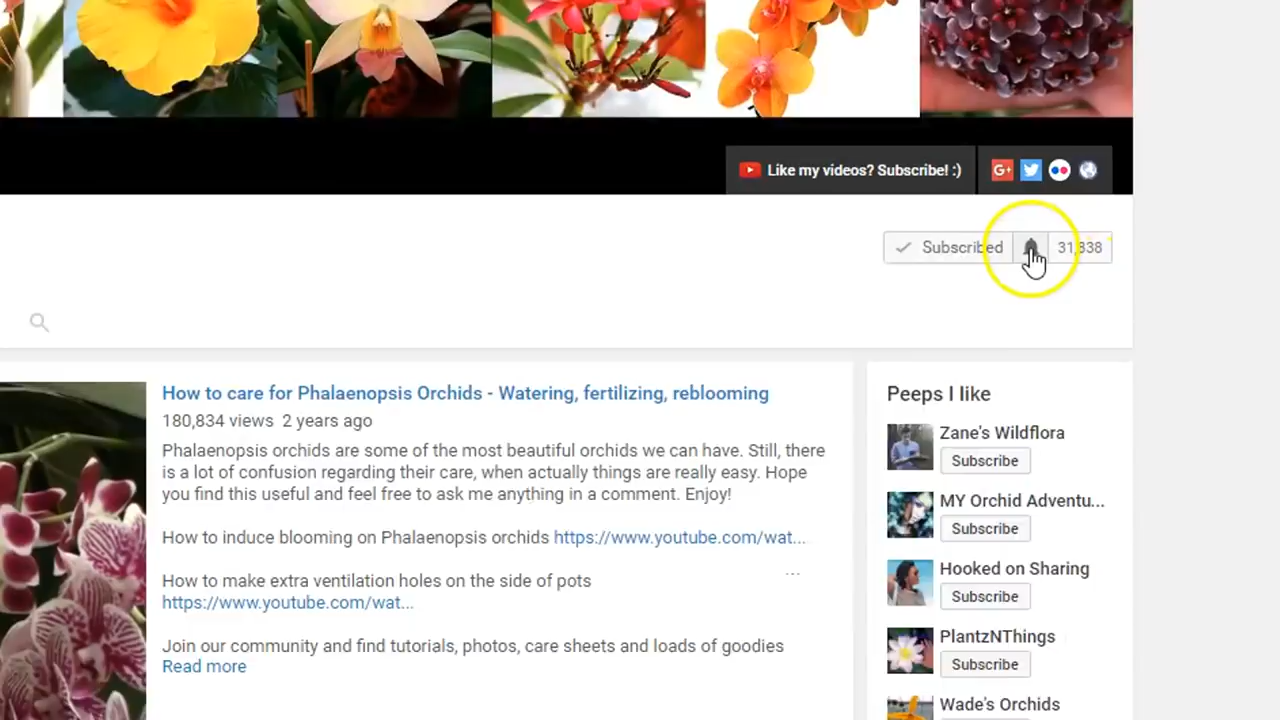 Like my videos? Subscribe! :)
G+
Subscribed
31,838
How to care for Phalaenopsis Orchids - Watering, fertilizing, reblooming
180,834 views 2 years ago
Phalaenopsis orchids are some of the most beautiful orchids we can have. Still, there
is a lot of confusion regarding their care, when actually things are really easy. Hope
you find this useful and feel free to ask me anything in a comment. Enjoy!
How to induce blooming on Phalaenopsis orchids https://www.youtube.com/wat...
How to make extra ventilation holes on the side of pots
https://www.youtube.com/wat...
...
Join our community and find tutorials, photos, care sheets and loads of goodies
Read more
Peeps I like
Zane's Wildflora
Subscribe
MY Orchid Adventu...
Subscribe
Hooked on Sharing
Subscribe
PlantzNThings
Subscribe
Wade's Orchids